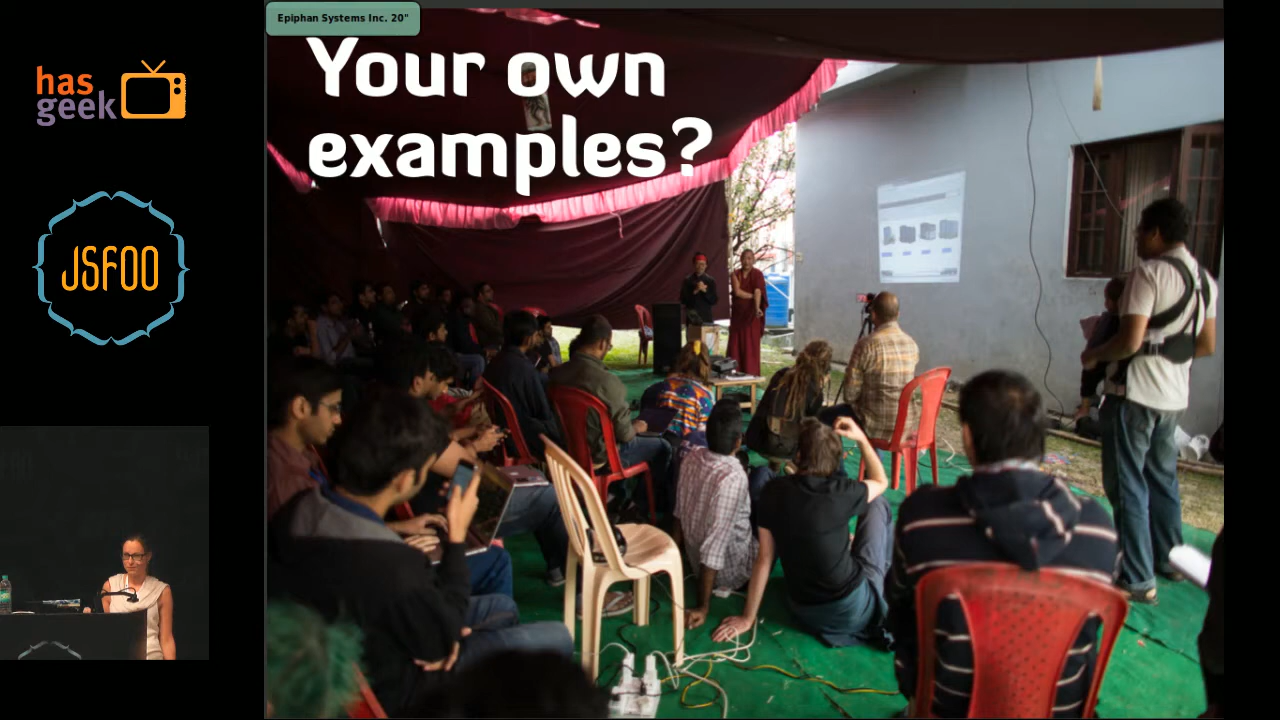 has
geek
JSFOO
Epiphan Systems Inc. 20"
Your own
examples?